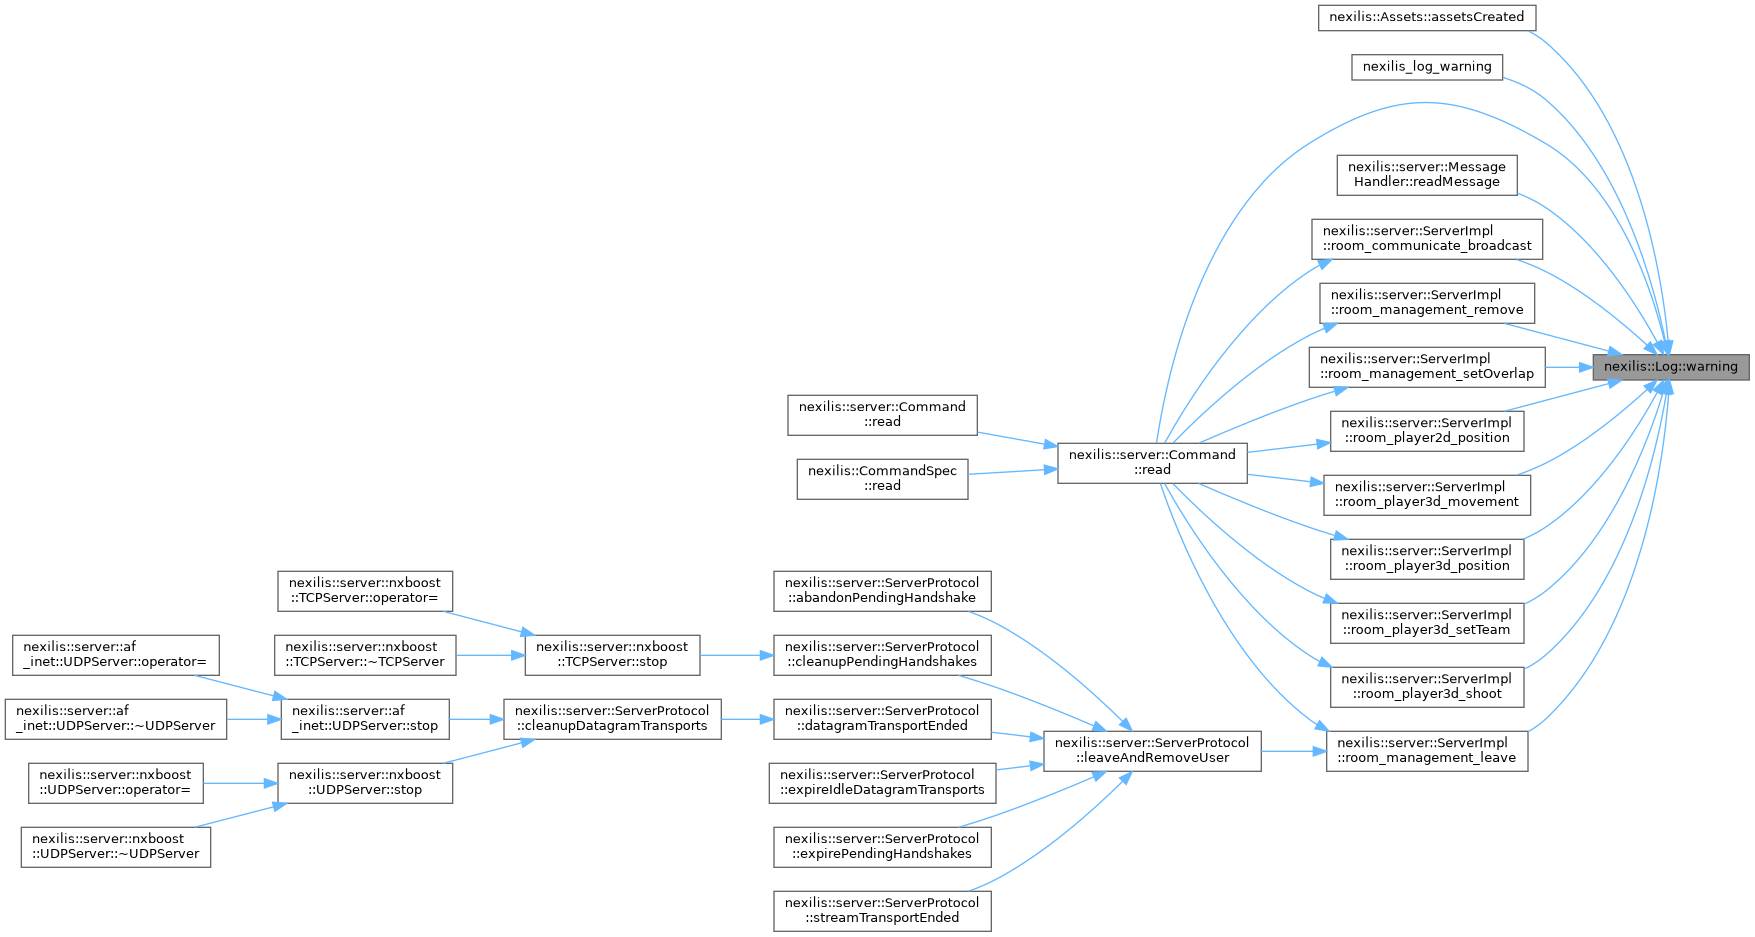 nexilis::Assets::assetsCreated
nexilis_log_warning
nexilis::server::Message
Handler::readMessage
nexilis::server::ServerImpl
::room_communicate_broadcast
nexilis::server::ServerImpl
::room_management_remove
nexilis::server::ServerImpl
::room_management_setOverlap
nexilis::Log::warning
nexilis::server::ServerImpl
::room_player2d_position
nexilis::server::ServerImpl
::room_player3d_movement
nexilis::server::ServerImpl
::room_player3d_position
nexilis::server::ServerImpl
::room_player3d_setTeam
nexilis::server::ServerImpl
::room_player3d_shoot
nexilis::server::ServerImpl
::room_management_leave
nexilis::server::Command
::read
nexilis::server::Command
::read
nexilis::CommandSpec
::read
nexilis::server::ServerProtocol
::leaveAndRemoveUser
nexilis::server::ServerProtocol
::abandonPendingHandshake
nexilis::server::ServerProtocol
::cleanupPendingHandshakes
nexilis::server::ServerProtocol
::datagramTransportEnded
nexilis::server::ServerProtocol
::expireIdleDatagramTransports
nexilis::server::ServerProtocol
::expirePendingHandshakes
nexilis::server::ServerProtocol
::streamTransportEnded
nexilis::server::nxboost
::TCPServer::stop
nexilis::server::nxboost
::TCPServer::operator=
nexilis::server::nxboost
::TCPServer::~TCPServer
nexilis::server::ServerProtocol
::cleanupDatagramTransports
nexilis::server::af
_inet::UDPServer::stop
nexilis::server::af
_inet::UDPServer::operator=
nexilis::server::af
_inet::UDPServer::~UDPServer
nexilis::server::nxboost
::UDPServer::stop
nexilis::server::nxboost
::UDPServer::operator=
nexilis::server::nxboost
::UDPServer::~UDPServer